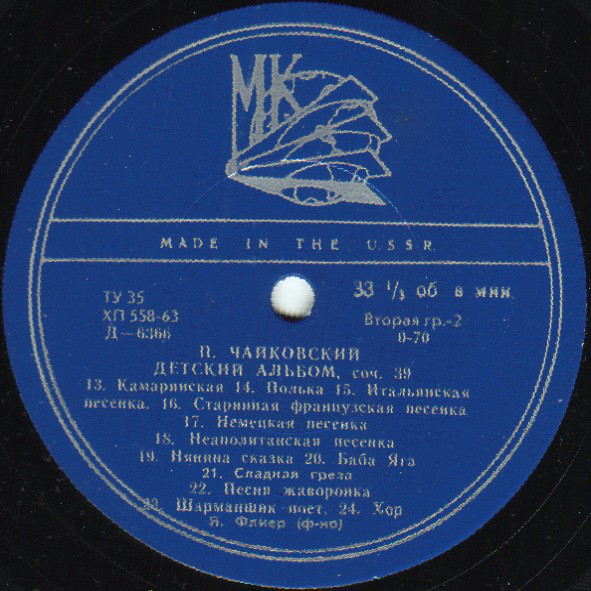 МК
MADE IN THE U.S.S.R.
ТУ 35
ХП 558-63
Д—6366
33 1/3 об в мин.
Вторая гр.-2
0-70
П. ЧАЙКОВСКИЙ
ДЕТСКИЙ АЛЬБОМ, соч. 39
13. Камаринская 14. Полька 15. Итальянская
песенка. 16. Старинная французская песенка
17. Немецкая песенка
18. Неаполитанская песенка
19. Нянина сказка 20. Баба Яга
21. Сладкая греза
22. Песня жаворонка
23. Шарманщик поет. 24. Хор
Я. Флиер (ф-но)